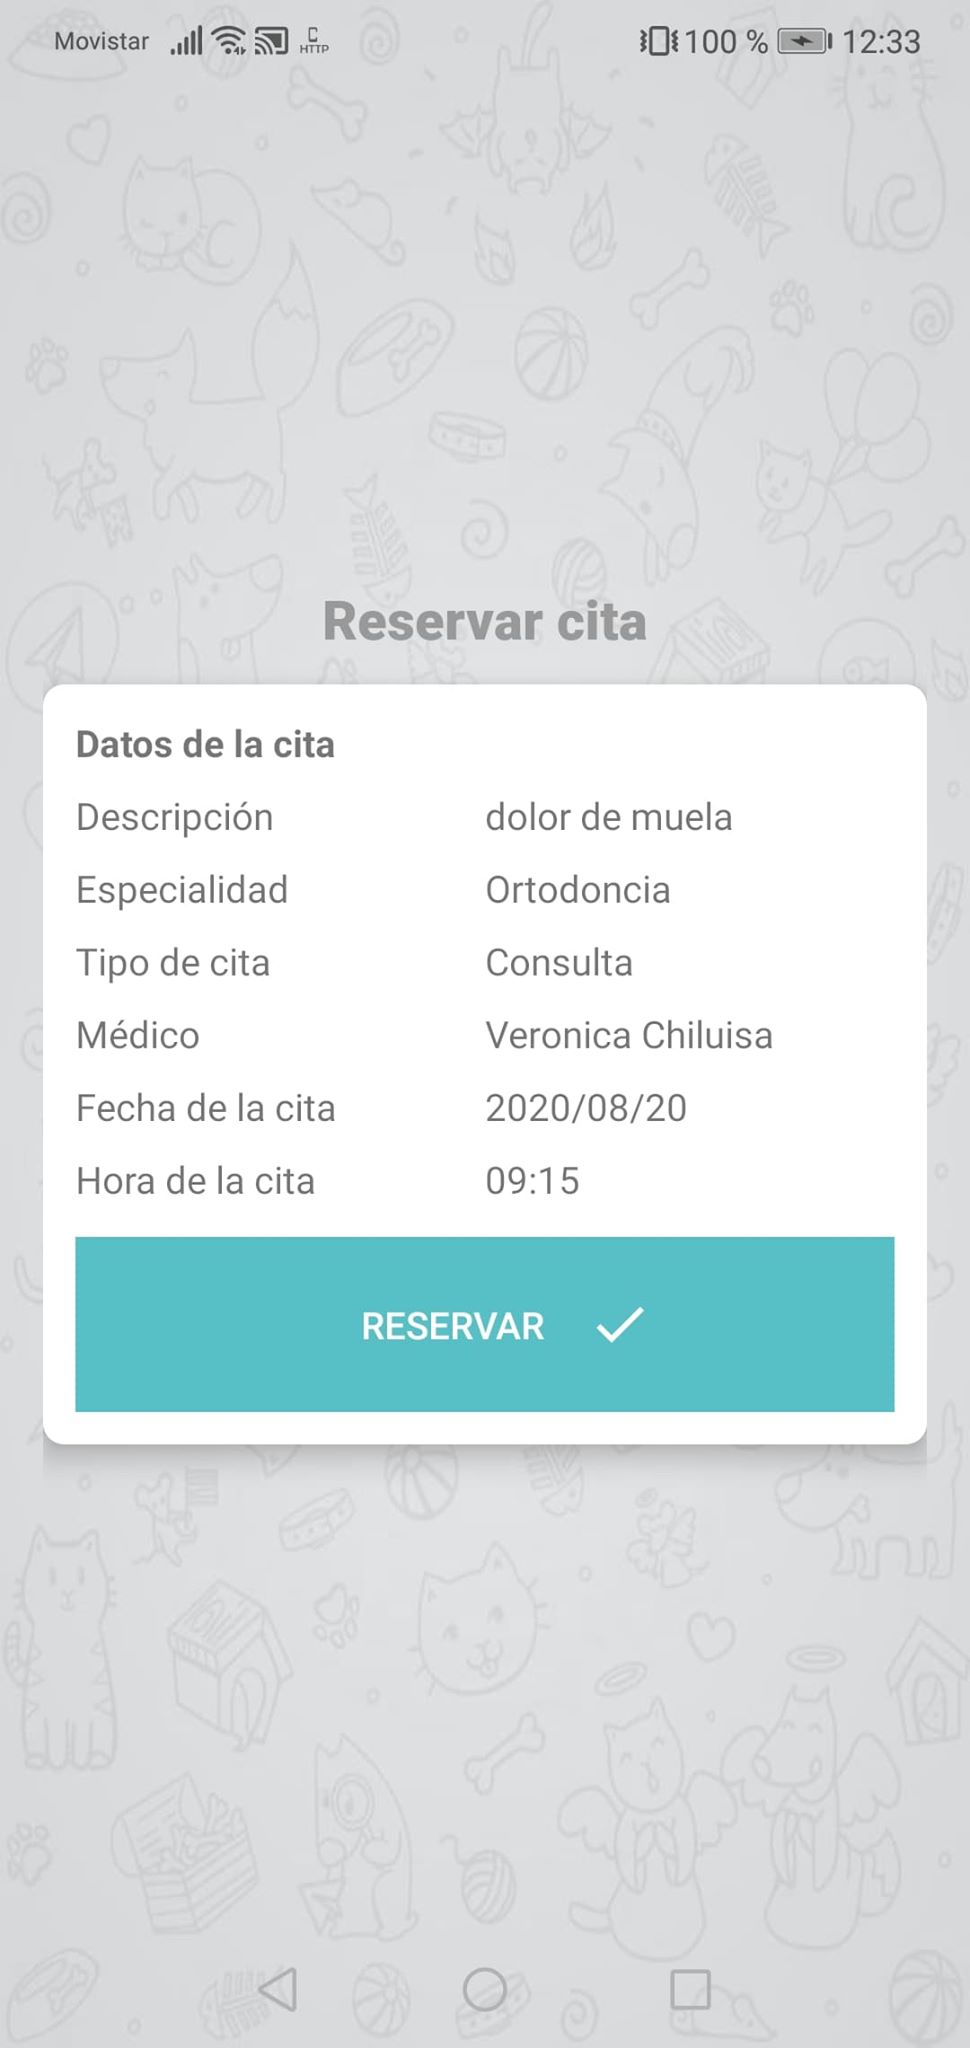 Movistar HTTP 100 % 12:33
Reservar cita
Datos de la cita
Descripción dolor de muela
Especialidad Ortodoncia
Tipo de cita Consulta
Médico Veronica Chiluisa
Fecha de la cita 2020/08/20
Hora de la cita 09:15
RESERVAR